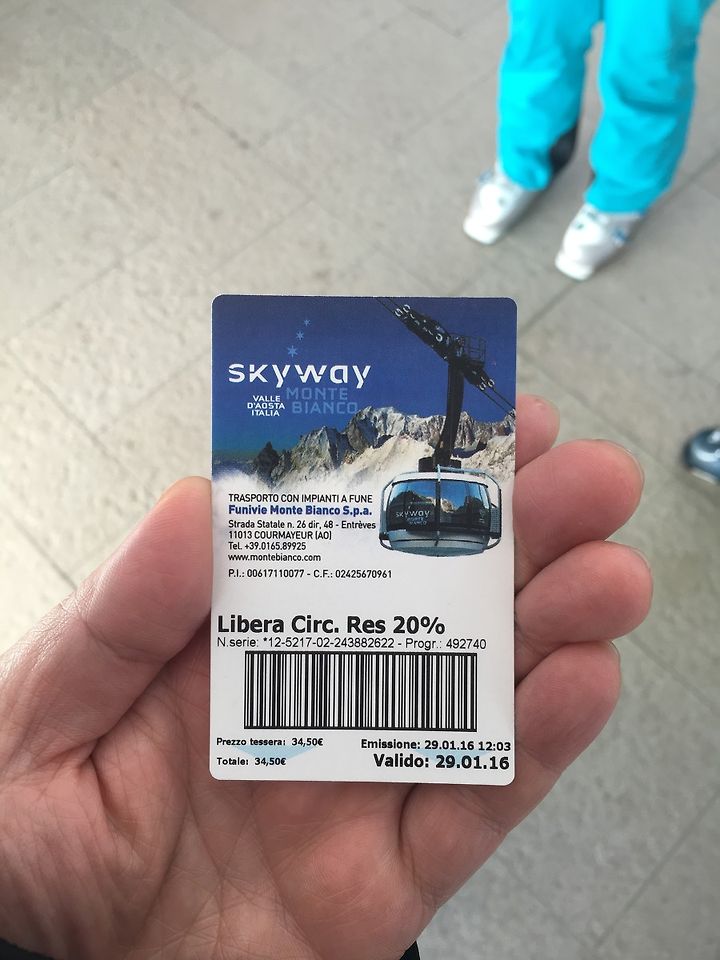 skyway
VALLE
D'AOSTA
ITALIA
MONTE
BIANCO
skyway
MONTE
BIANCO
TRASPORTO CON IMPIANTI A FUNE
Funivie Monte Bianco S.p.a.
Strada Statale n. 26 dir, 48 - Entrèves
11013 COURMAYEUR (AO)
Tel. +39.0165.89925
www.montebianco.com
P.I.: 00617110077 - C.F.: 02425670961
Libera Circ. Res 20%
N.serie: *12-5217-02-243882622 - Progr.: 492740
Prezzo tessera: 34,50€
Emissione: 29.01.16 12:03
Totale: 34,50€
Valido: 29.01.16